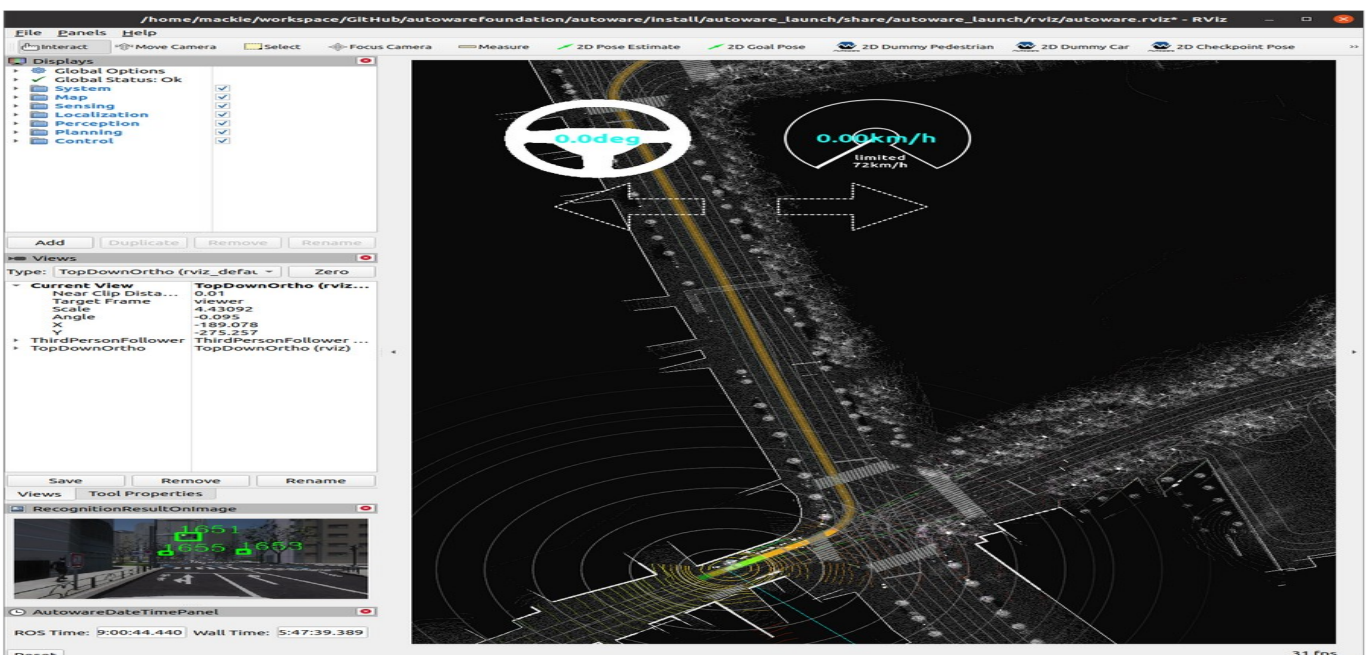 /home/mackie/workspace/GitHub/autowarefoundation/autoware/install/autoware_launch/share/autoware_launch/rviz/autoware.rviz* - RViz
File Panels Help
Interact Move Camera Select Focus Camera Measure 2D Pose Estimate 2D Goal Pose 2D Dummy Pedestrian 2D Dummy Car 2D Checkpoint Pose
Displays
Global Options
Global Status: Ok
System
Map
Sensing
Localization
Perception
Planning
Control
Add Duplicate Remove Rename
Views
Type: TopDownOrtho (rviz_defau Zero
Current View TopDownOrtho (rviz...
Near Clip Dista... 0.01
Target Frame viewer
Scale 4.43092
Angle -0.095
X -189.078
Y -275.257
ThirdPersonFollower ThirdPersonFollower ...
TopDownOrtho TopDownOrtho (rviz)
Save Remove Rename
Views Tool Properties
RecognitionResultOnImage
1651
1655 1653
AutowareDateTimePanel
ROS Time: 9:00:44.440 Wall Time: 5:47:39.389
Reset
0.0deg
0.00km/h
limited
72km/h
31 fps